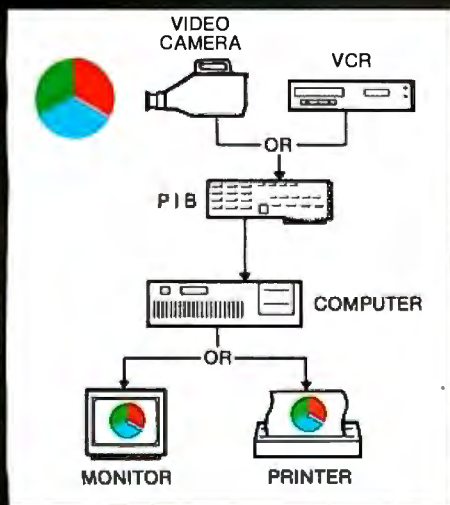 VIDEO
CAMERA
VCR
OR
PIB
COMPUTER
OR
MONITOR
PRINTER